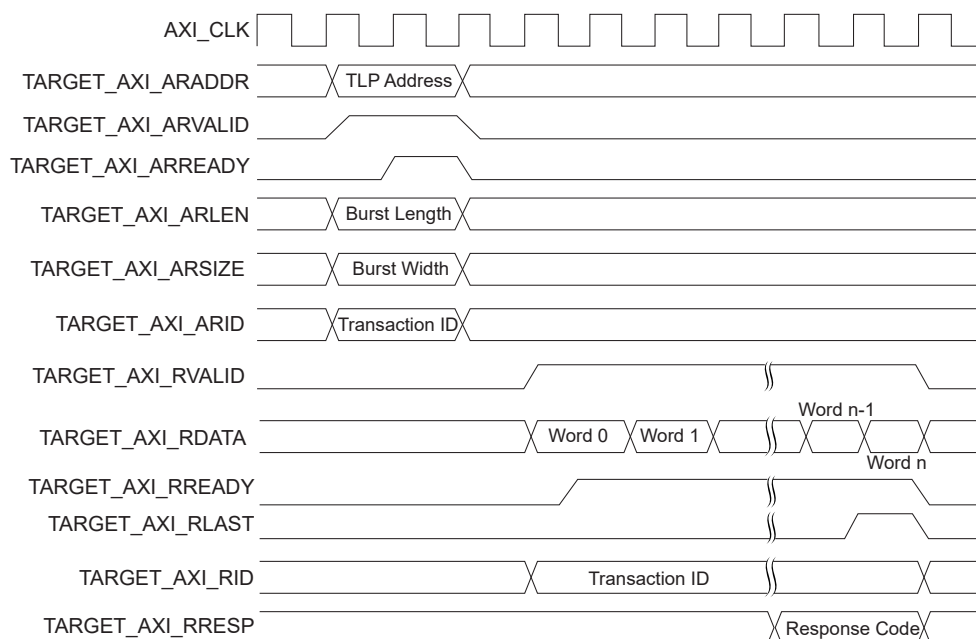 AXI_CLK
TARGET_AXI_ARADDR TLP Address
TARGET_AXI_ARVALID
TARGET_AXI_ARREADY
TARGET_AXI_ARLEN Burst Length
TARGET_AXI_ARSIZE Burst Width
TARGET_AXI_ARID Transaction ID
TARGET_AXI_RVALID
Word n-1
TARGET_AXI_RDATA Word 0 Word 1
Word n
TARGET_AXI_RREADY
TARGET_AXI_RLAST
TARGET_AXI_RID Transaction ID
TARGET_AXI_RRESP Response Code